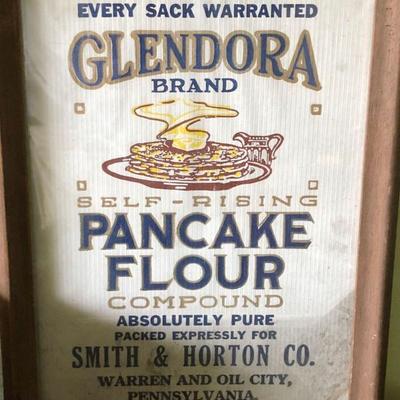 EVERY SACK WARRANTED
GLENDORA
BRAND
SELF-RISING
PANCAKE
FLOUR
COMPOUND
ABSOLUTELY PURE
PACKED EXPRESSLY FOR
SMITH & HORTON CO.
WARREN AND OIL CITY,
PENNSYLVANIA.